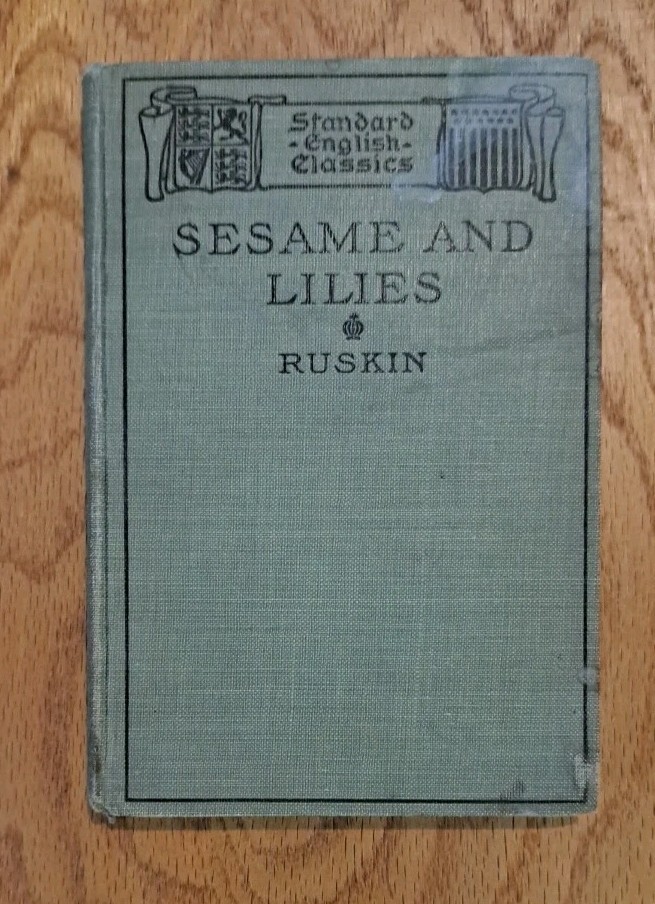 Standard
-English-
Classics
SESAME AND
LILIES
RUSKIN